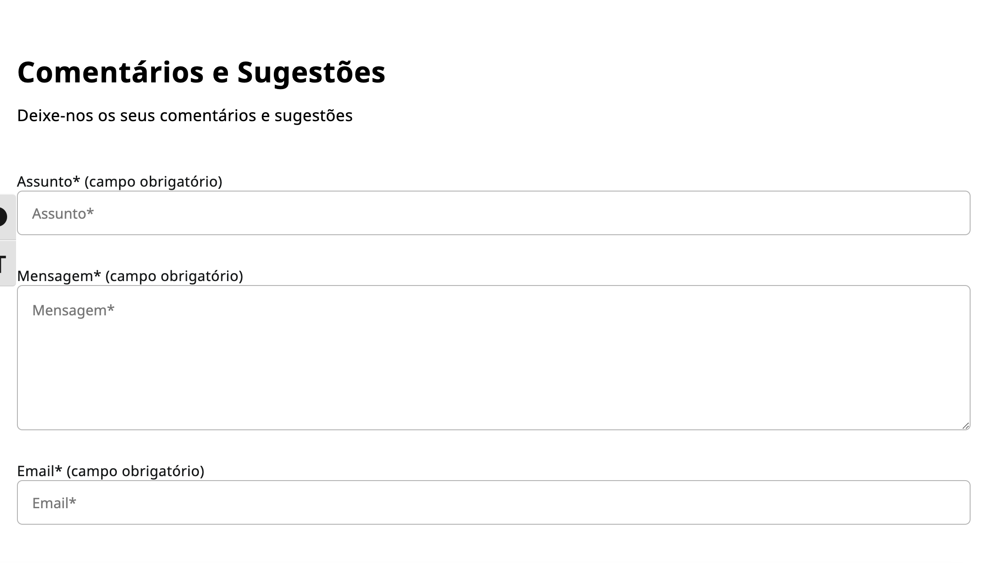 Comentários e Sugestões
Deixe-nos os seus comentários e sugestões
Assunto* (campo obrigatório)
Assunto*
T
Mensagem* (campo obrigatório)
Mensagem*
Email* (campo obrigatório)
Email*